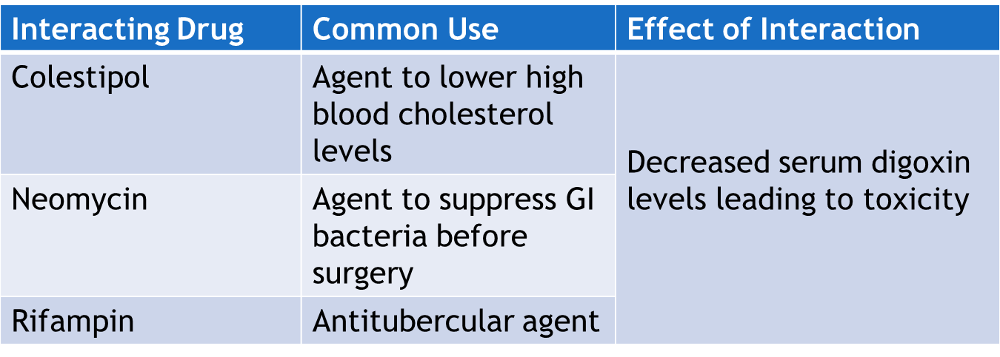 Interacting Drug
Common Use
Effect of Interaction
Colestipol
Agent to lower high
blood cholesterol
levels
Decreased serum digoxin
levels leading to toxicity
Neomycin
Agent to suppress GI
bacteria before
surgery
Rifampin
Antitubercular agent